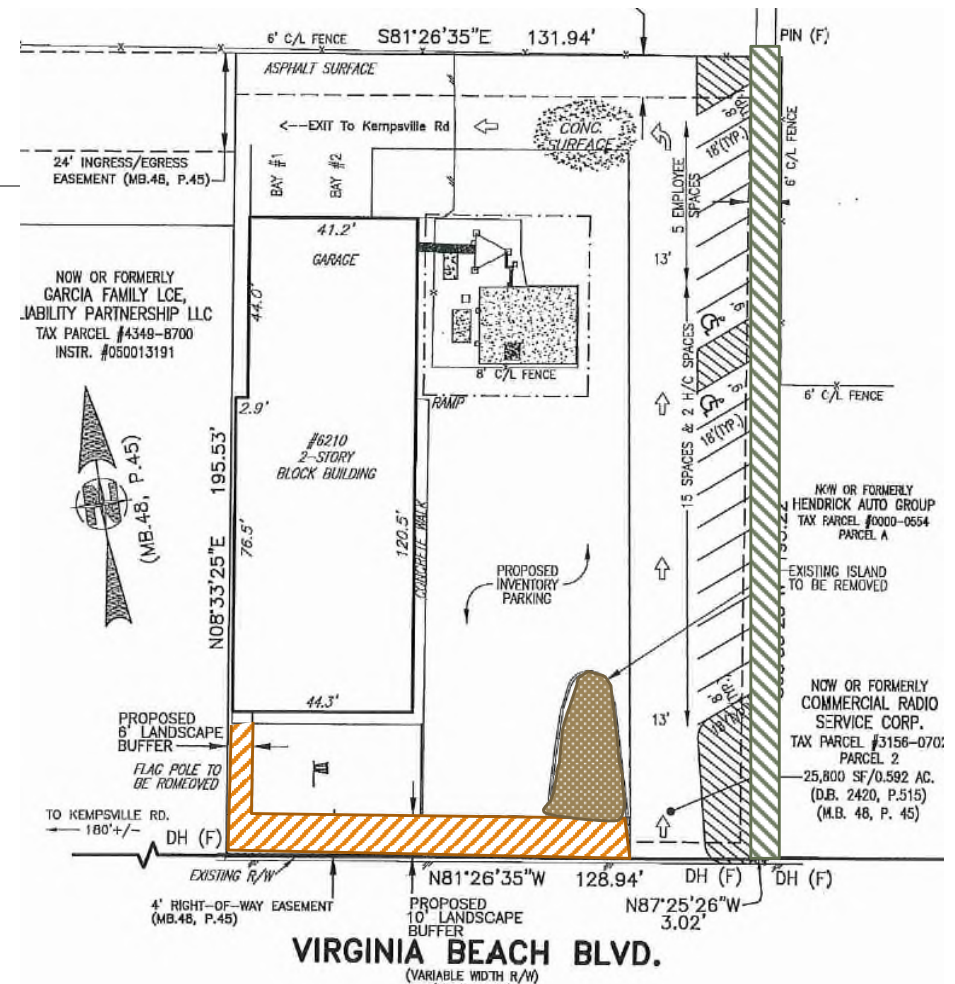 PIN (F)
6' C/L FENCE
S81°26'35"E 131.94'
ASPHALT SURFACE
<--EXIT To Kempsville Rd
CONC.
SURFACE
18'(TYP.)
6' C/L FENCE
24' INGRESS/EGRESS
EASEMENT (MB.48, P.45)
BAY #1
BAY #2
5 EMPLOYEE
SPACES
41.2'
GARAGE
13'
NOW OR FORMERLY
GARCIA FAMILY LCE,
IABILITY PARTNERSHIP LLC
TAX PARCEL #4349-8700
INSTR. #050013191
44.0'
8' C/L FENCE
RAMP
2.9'
6' C/L FENCE
15 SPACES & 2 H/C SPACES
18'(TYP.)
#6210
2-STORY
BLOCK BUILDING
(MB.48, P.45)
N08°33'25"E 195.53'
76.5'
120.5'
CONCRETE WALK
NOW OR FORMERLY
HENDRICK AUTO GROUP
TAX PARCEL #0000-0554
PARCEL A
PROPOSED
INVENTORY
PARKING
EXISTING ISLAND
TO BE REMOVED
44.3'
13'
NOW OR FORMERLY
COMMERCIAL RADIO
SERVICE CORP.
TAX PARCEL #3156-0702
PARCEL 2
25,800 SF/0.592 AC.
(D.B. 2420, P.515)
(M.B. 48, P. 45)
PROPOSED
6' LANDSCAPE
BUFFER
FLAG POLE TO
BE ROMEOVED
TO KEMPSVILLE RD.
180'+/-
DH (F)
EXISTING R/W
N81°26'35"W 128.94'
DH (F)
DH (F)
4' RIGHT-OF-WAY EASEMENT
(MB.48, P.45)
PROPOSED
10' LANDSCAPE
BUFFER
N87°25'26"W
3.02'
VIRGINIA BEACH BLVD.
(VARIABLE WIDTH R/W)